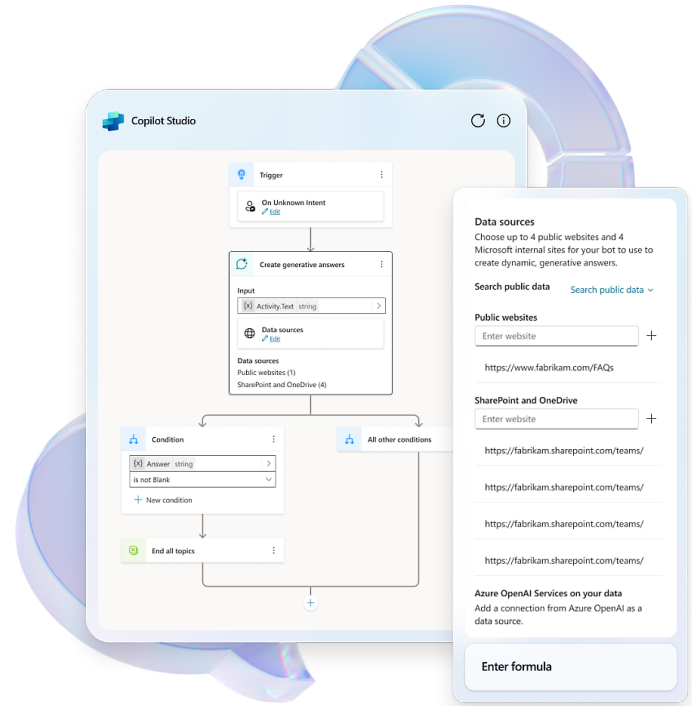 Copilot Studio
Trigger
On Unknown Intent
Edit
Create generative answers
Input
{x} Activity.Text string
Data sources
Edit
Data sources
Public websites (1)
SharePoint and OneDrive (4)
Condition
{x} Answer string
is not Blank
New condition
All other conditions
End all topics
Data sources
Choose up to 4 public websites and 4
Microsoft internal sites for your bot to use to
create dynamic, generative answers.
Search public data
Search public data
Public websites
Enter website
https://www.fabrikam.com/FAQs
SharePoint and OneDrive
Enter website
https://fabrikam.sharepoint.com/teams/
https://fabrikam.sharepoint.com/teams/
https://fabrikam.sharepoint.com/teams/
https://fabrikam.sharepoint.com/teams/
Azure OpenAI Services on your data
Add a connection from Azure OpenAI as a
data source.
Enter formula